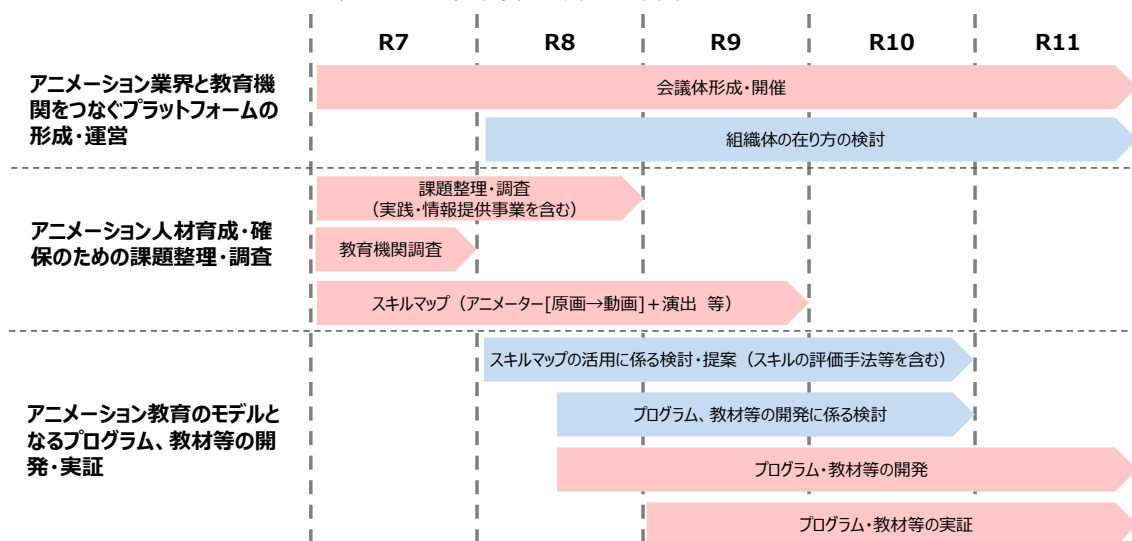 R7 R8 R9 R10 R11
アニメーション業界と教育機
関をつなぐプラットフォームの
形成・運営
会議体形成・開催
組織体の在り方の検討
アニメーション人材育成・確
保のための課題整理・調査
課題整理・調査
(実践・情報提供事業を含む)
教育機関調査
スキルマップ（アニメーター[原画→動画]＋演出 等）
アニメーション教育のモデルと
なるプログラム、教材等の開
発・実証
スキルマップの活用に係る検討・提案（スキルの評価手法等を含む）
プログラム、教材等の開発に係る検討
プログラム・教材等の開発
プログラム・教材等の実証